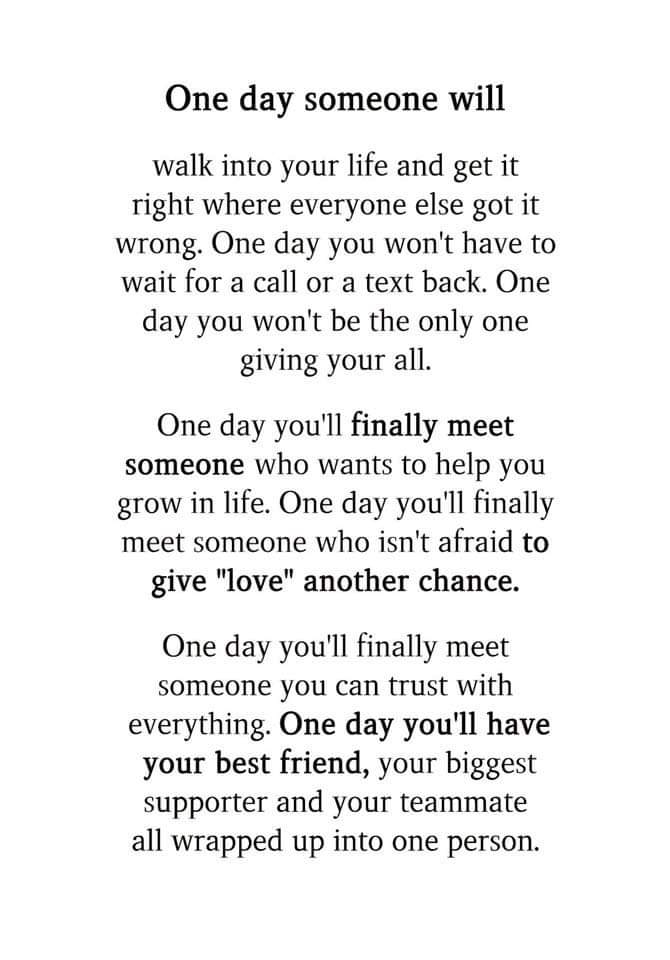 One day someone will
walk into your life and get it
right where everyone else got it
wrong. One day you won't have to
wait for a call or a text back. One
day you won't be the only one
giving your all.
One day you'll finally meet
someone who wants to help you
grow in life. One day you'll finally
meet someone who isn't afraid to
give "love" another chance.
One day you'll finally meet
someone you can trust with
everything. One day you'll have
your best friend, your biggest
supporter and your teammate
all wrapped up into one person.